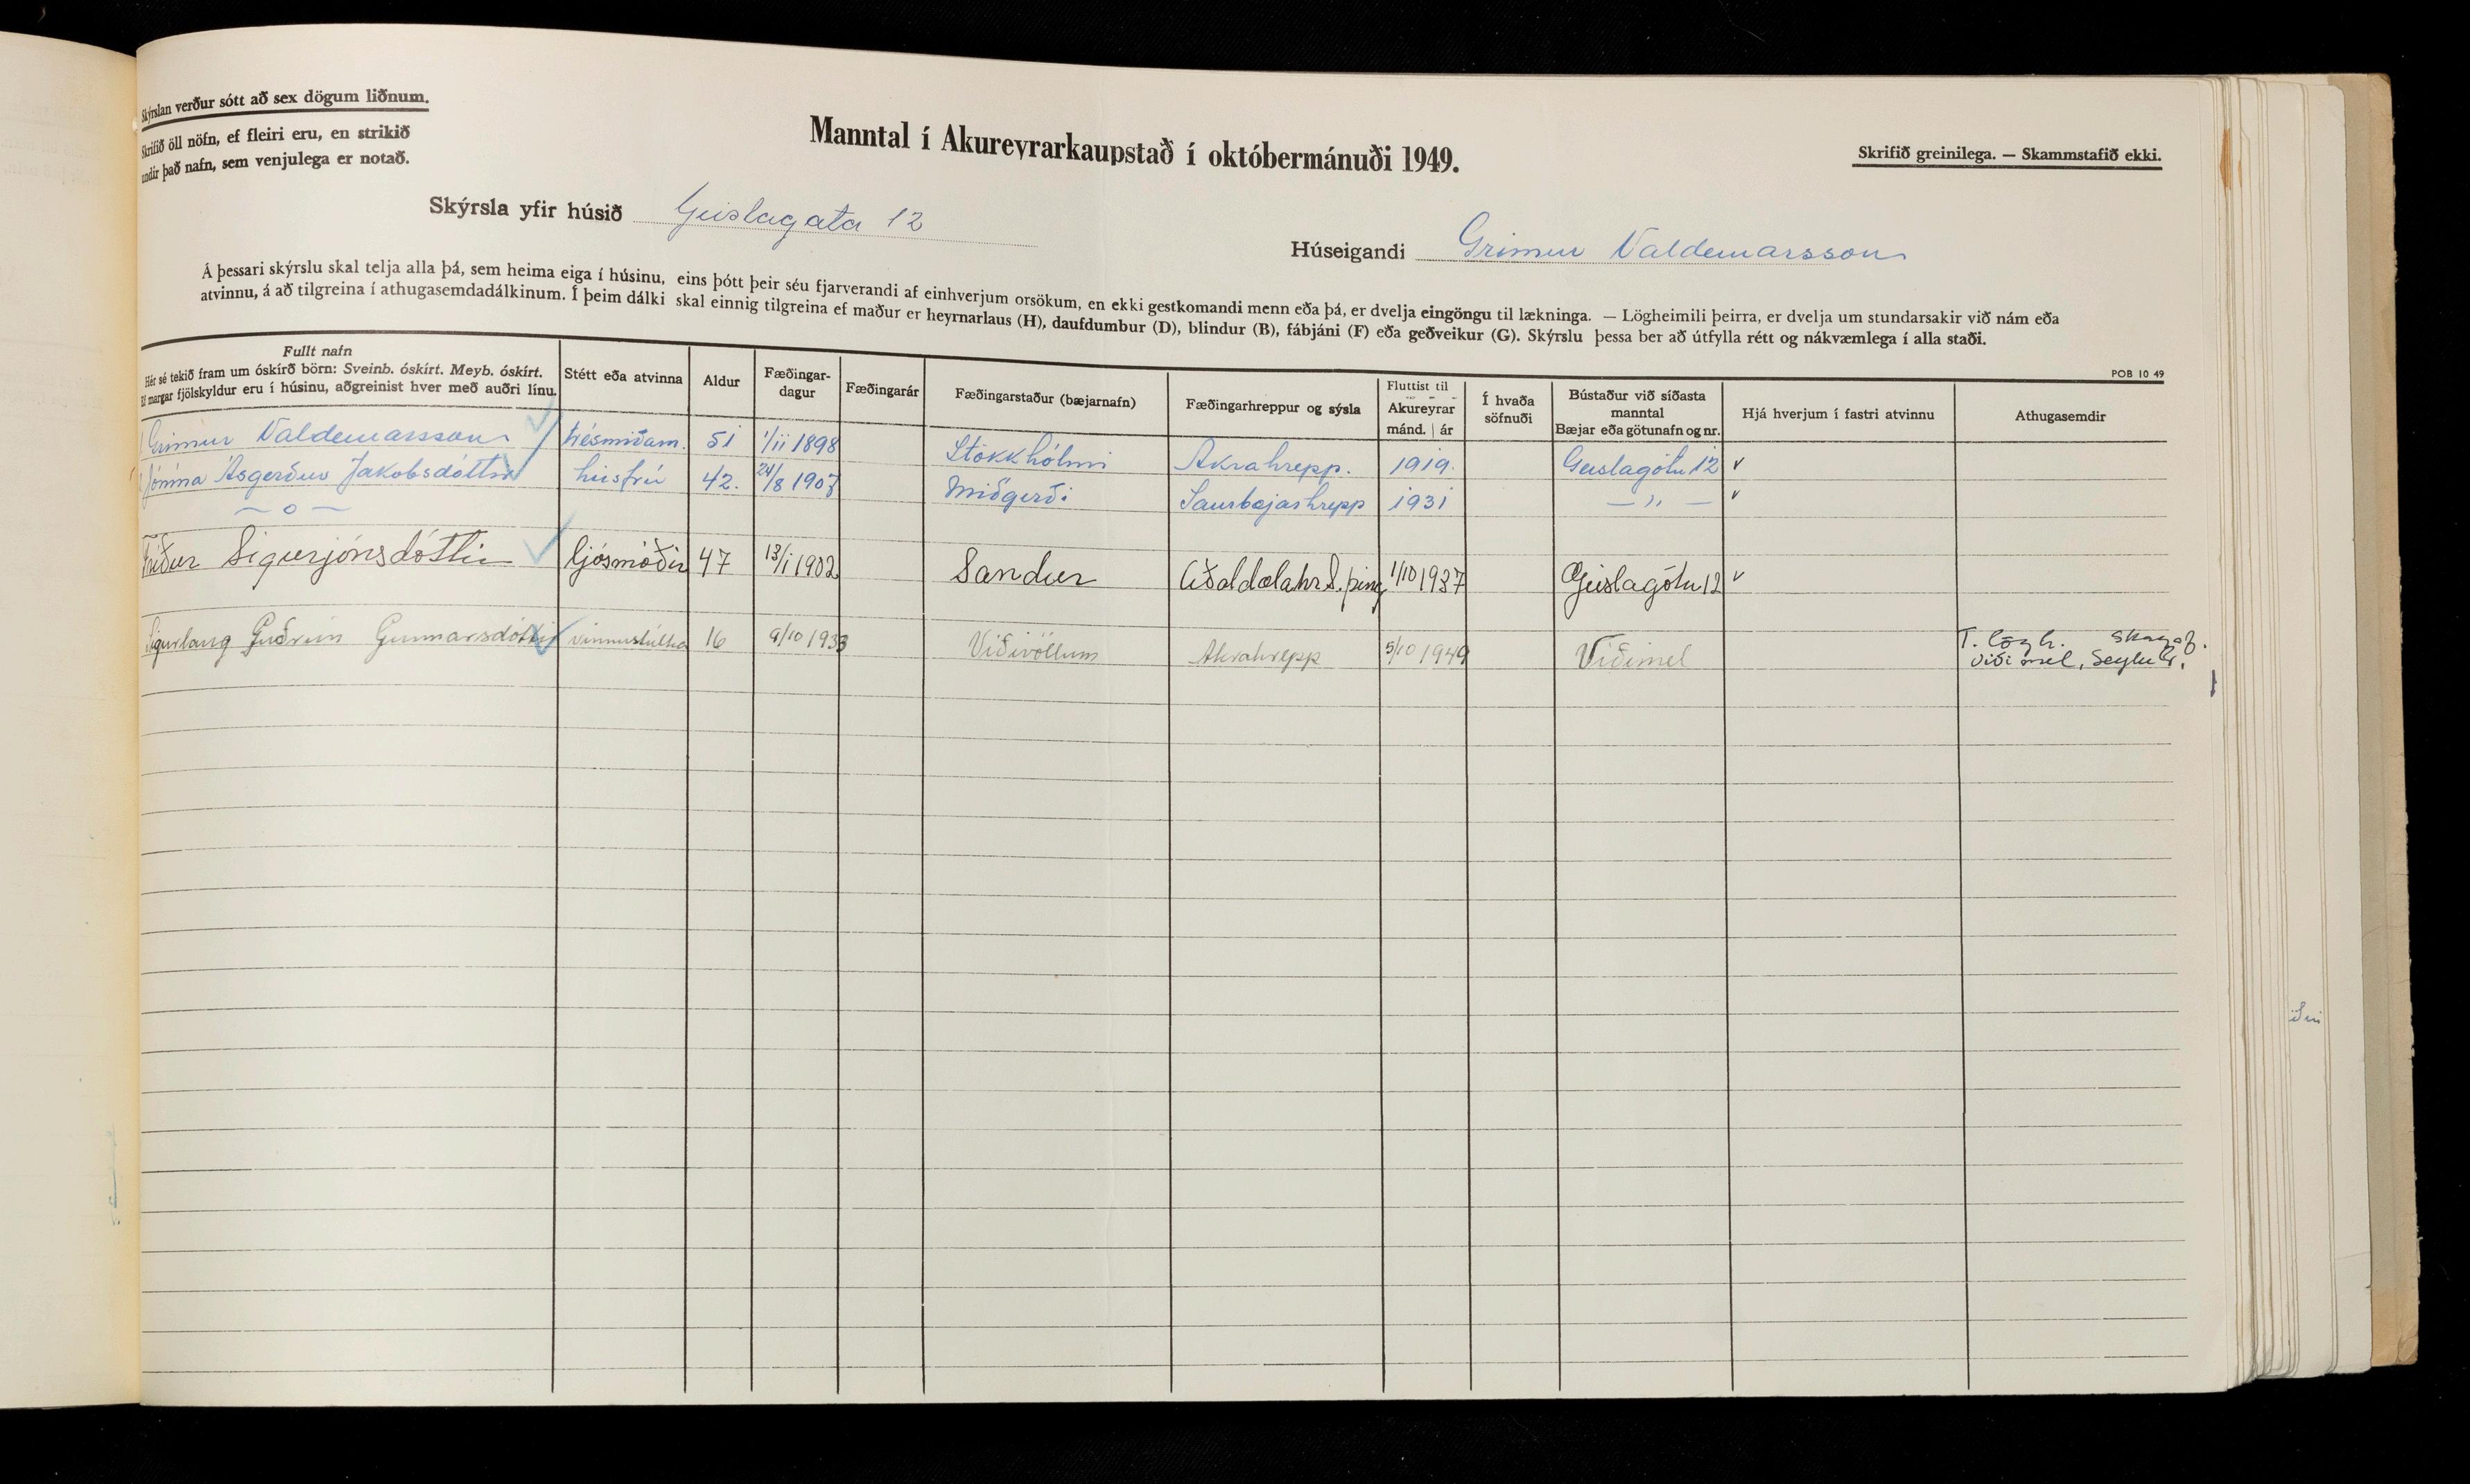 Skýrslan verður sótt að sex dögum liðnum.
Skrifið öll nöfn, ef fleiri eru, en strikið
undir það nafn, sem venjulega er notað.
Manntal í Akureyrarkaupstað í októbermánuði 1949.
Skrifið greinilega. — Skammstafið ekki.
Skýrsla yfir húsið Geislagata 12
Húseigandi Grímur Valdemarsson
Á þessari skýrslu skal telja alla þá, sem heima eiga í húsinu, eins þótt þeir séu fjarverandi af einhverjum orsökum, en ekki gestkomandi menn eða þá, er dvelja eingöngu til lækninga. — Lögheimili þeirra, er dvelja um stundarsakir við nám eða
atvinnu, á að tilgreina í athugasemdadálkinum. Í þeim dálki skal einnig tilgreina ef maður er heyrnarlaus (H), daufdumbur (D), blindur (B), fábjáni (F) eða geðveikur (G). Skýrslu þessa ber að útfylla rétt og nákvæmlega í alla staði.
POB 10 49
Fullt nafn
Hér sé tekið fram um óskírð börn: Sveinb. óskírt. Meyb. óskírt.
Ef margar fjölskyldur eru í húsinu, aðgreinist hver með auðri línu.
Stétt eða atvinna
Aldur
Fæðingar-
dagur
Fæðingarár
Fæðingarstaður (bæjarnafn)
Fæðingarhreppur og sýsla
Fluttist til
Akureyrar
mánd. | ár
Í hvaða
söfnuði
Bústaður við síðasta
manntal
Bæjar eða götunafn og nr.
Hjá hverjum í fastri atvinnu
Athugasemdir
Grímur Valdemarsson trésmiðam. 51 1/11 1898 Stokkhólmi Akrahrepp. 1919. Geislagötu 12 v
Jónína Ásgerður Jakobsdóttir húsfrú 42. 24/8 1907 Miðgerði Saurbæjarhrepp 1931 — ,, — v
— o —
Sigurjónsdóttir ljósmóðir 47 13/1 1902 Sandur Aðaldælahr S. þing 1/10 1937 Geislagötu 12 v
Sigurlaug Guðrún Gunnarsdóttir vinnustúlka 16 9/10 1933 Víðivöllum Akrahrepp 5/10 1949 Víðimel T. lögh. Skagaf.
Víðimel, Seyluhr.